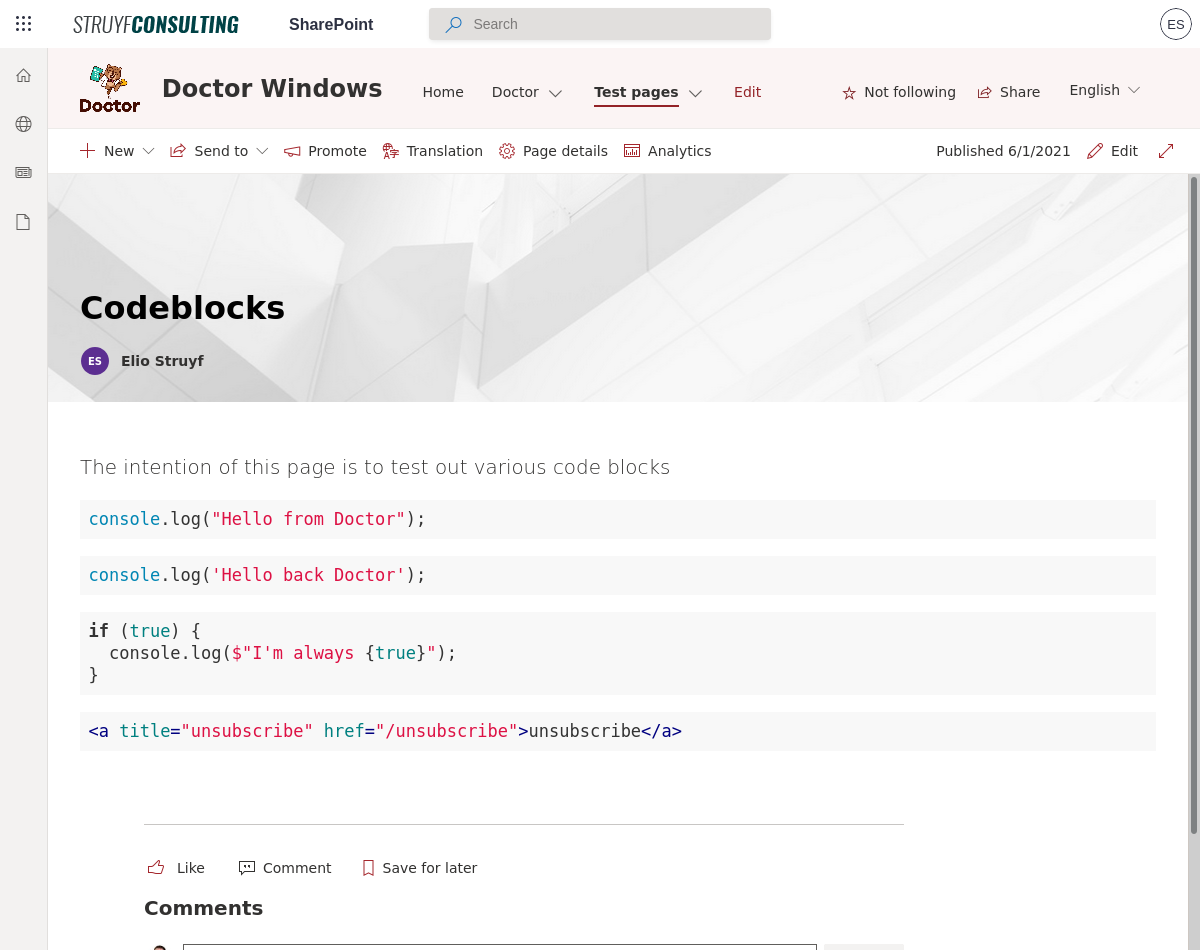 STRUYFCONSULTING SharePoint Search ES
Doctor
Doctor Windows Home Doctor Test pages Edit Not following Share English
New Send to Promote Translation Page details Analytics Published 6/1/2021 Edit
Codeblocks
ES Elio Struyf
The intention of this page is to test out various code blocks
console.log("Hello from Doctor");
console.log('Hello back Doctor');
if (true) {
  console.log($"I'm always {true}");
}
<a title="unsubscribe" href="/unsubscribe">unsubscribe</a>
Like Comment Save for later
Comments